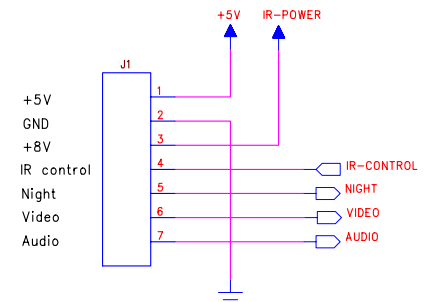 +5V IR-POWER
J1
+5V 1
GND 2
+8V 3
IR control 4 IR-CONTROL
Night 5 NIGHT
Video 6 VIDEO
Audio 7 AUDIO